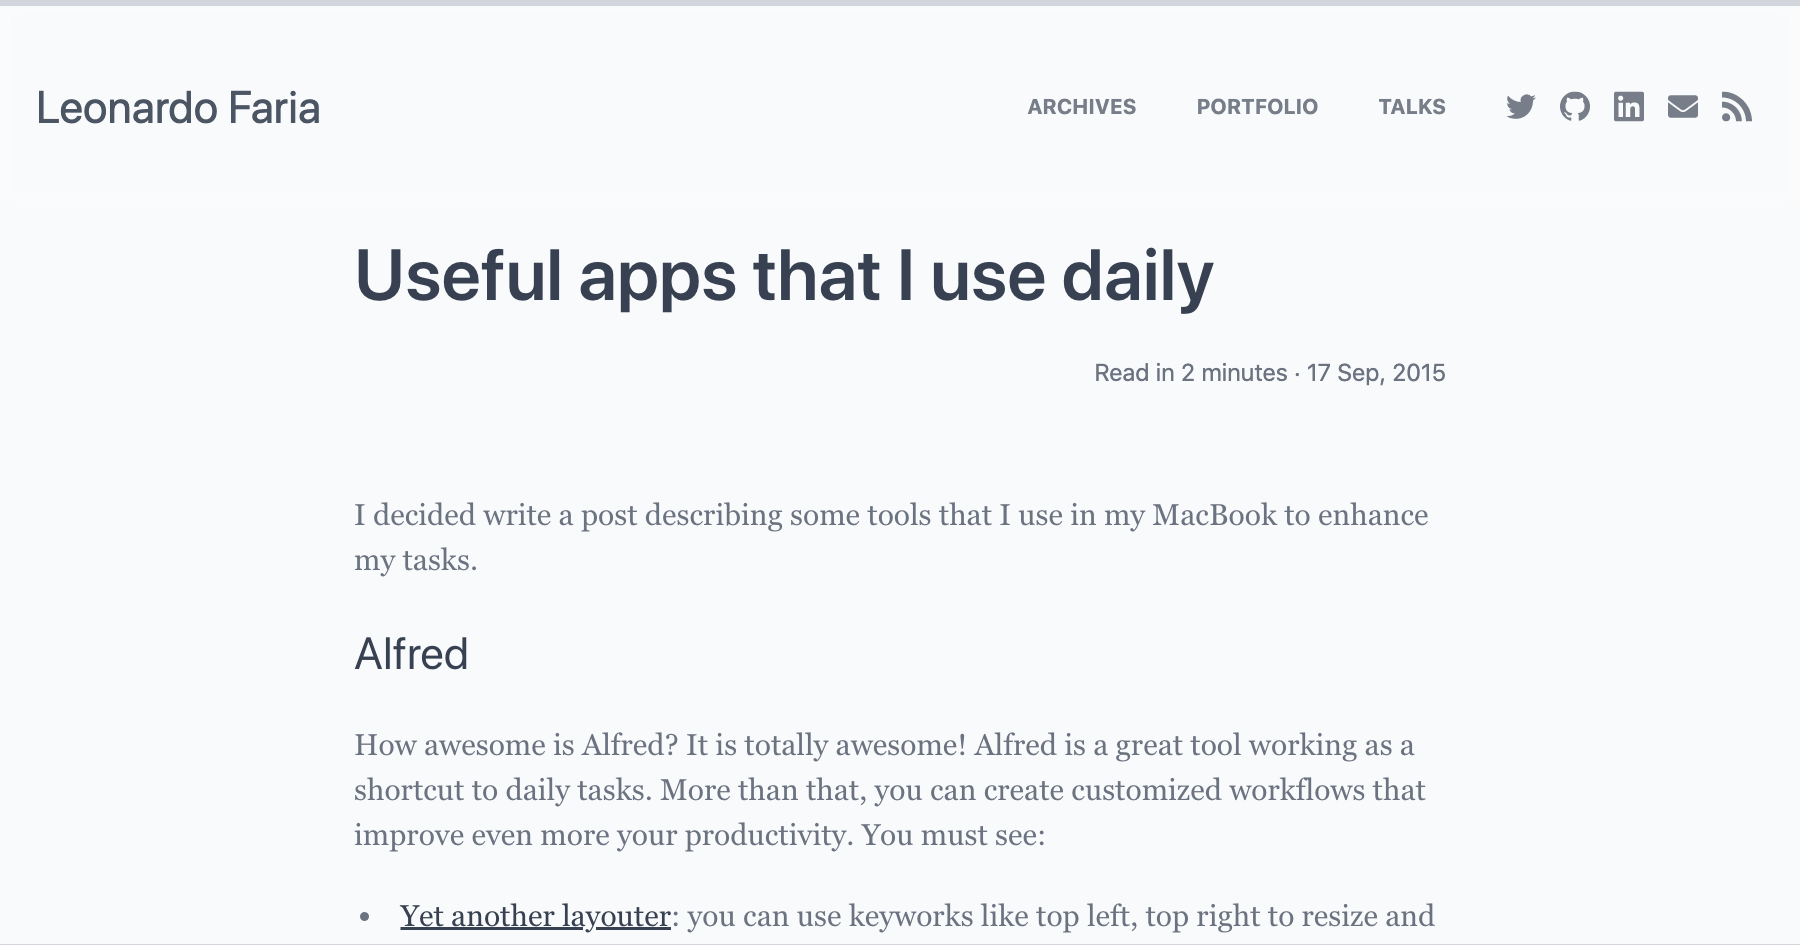 Leonardo Faria
ARCHIVES PORTFOLIO TALKS
Useful apps that I use daily
Read in 2 minutes · 17 Sep, 2015
I decided write a post describing some tools that I use in my MacBook to enhance
my tasks.
Alfred
How awesome is Alfred? It is totally awesome! Alfred is a great tool working as a
shortcut to daily tasks. More than that, you can create customized workflows that
improve even more your productivity. You must see:
• Yet another layouter: you can use keyworks like top left, top right to resize and